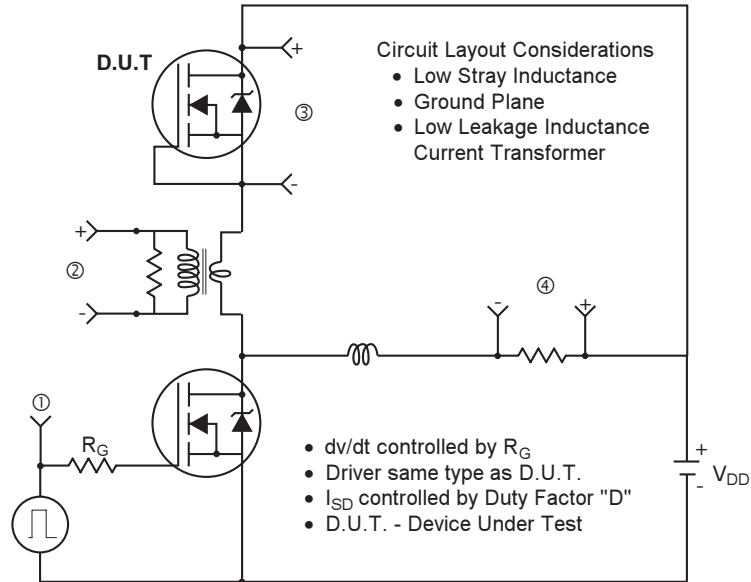 D.U.T
+
③
-
Circuit Layout Considerations
• Low Stray Inductance
• Ground Plane
• Low Leakage Inductance
Current Transformer
+
②
-
④
-
+
①
R_G
+
V_DD
-
• dv/dt controlled by R_G
• Driver same type as D.U.T.
• I_SD controlled by Duty Factor "D"
• D.U.T. - Device Under Test